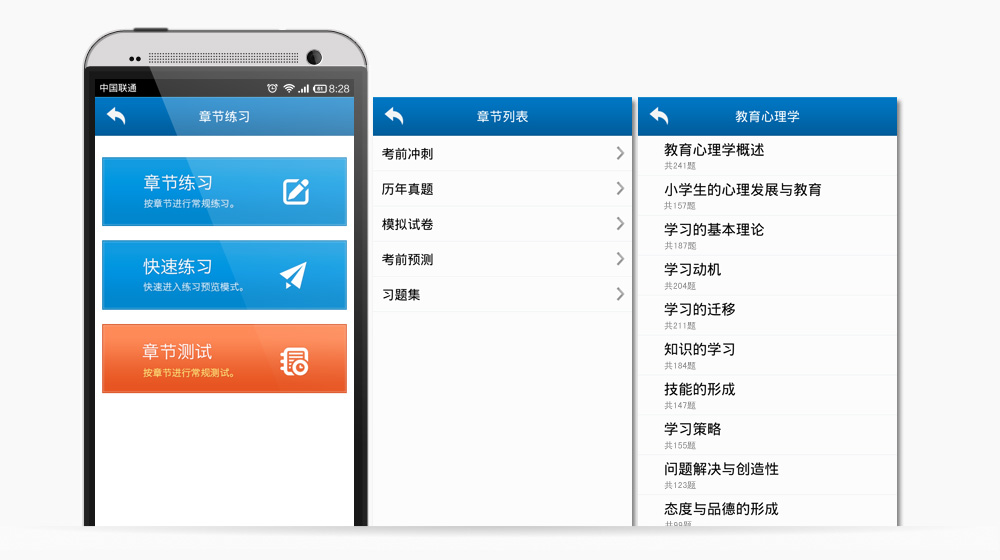 中国联通
8:28
章节练习
章节练习
按章节进行常规练习。
快速练习
快速进入练习预览模式。
章节测试
按章节进行常规测试。
章节列表
考前冲刺
历年真题
模拟试卷
考前预测
习题集
教育心理学
教育心理学概述
共241题
小学生的心理发展与教育
共157题
学习的基本理论
共187题
学习动机
共204题
学习的迁移
共211题
知识的学习
共184题
技能的形成
共147题
学习策略
共155题
问题解决与创造性
共123题
态度与品德的形成